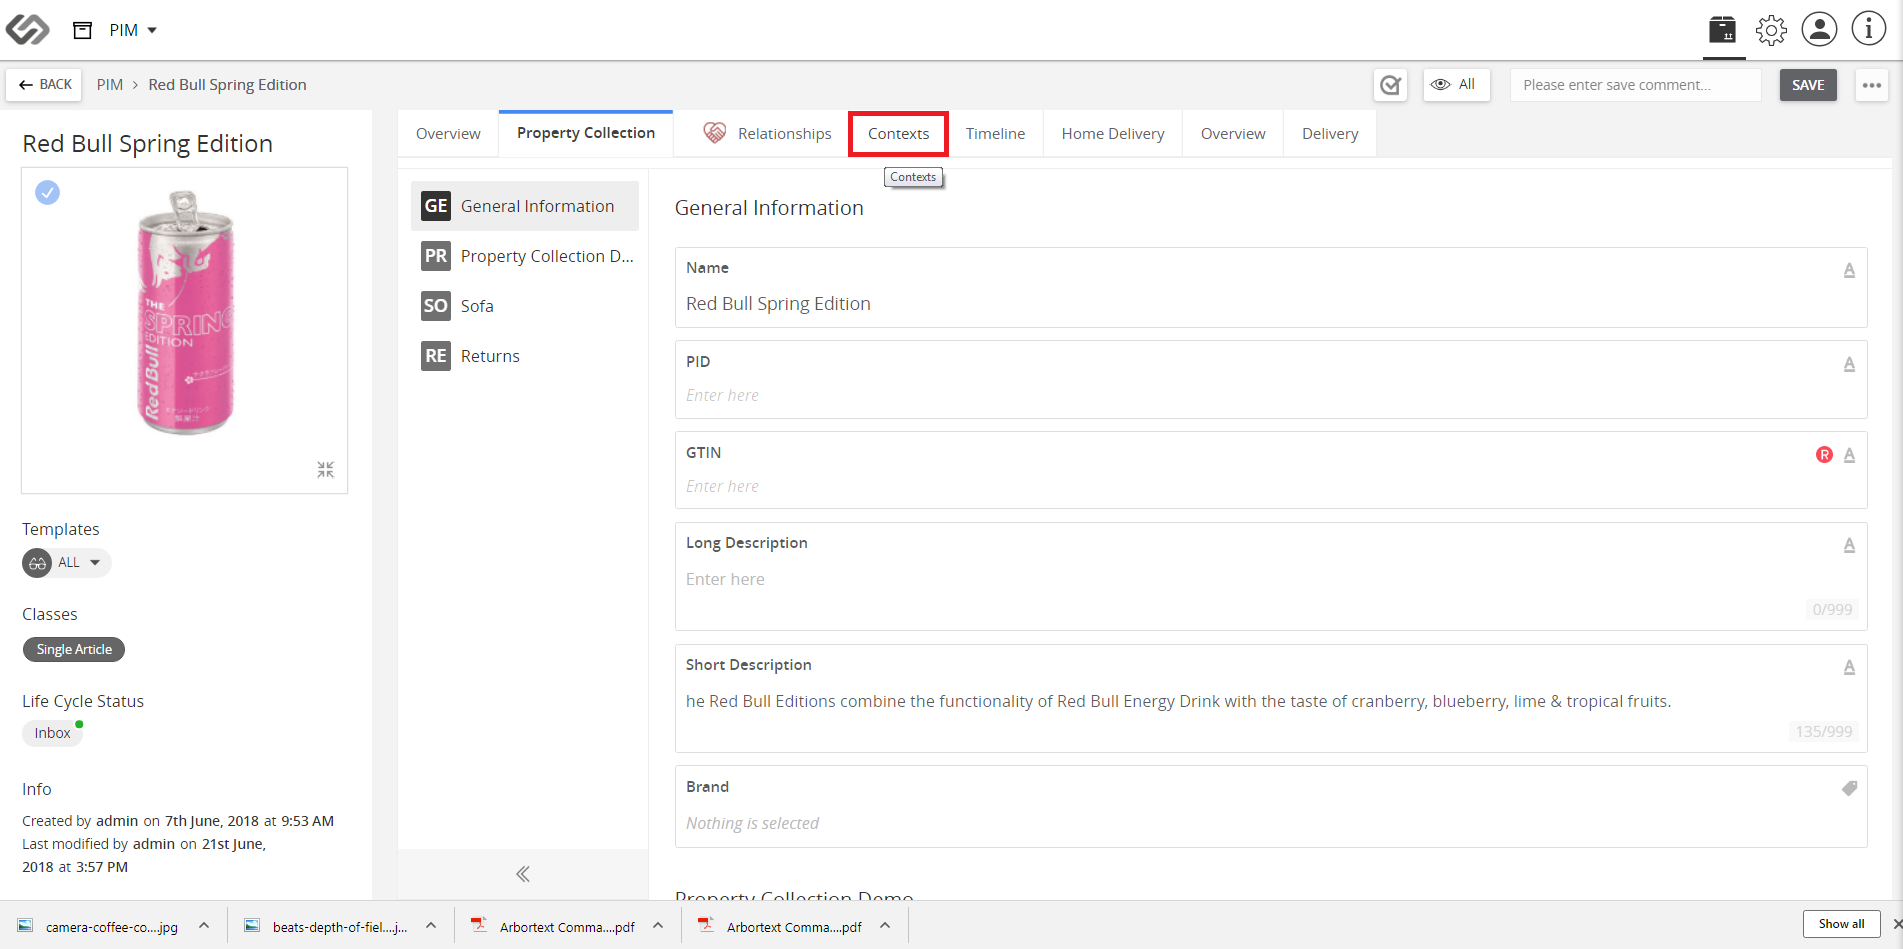 PIM
BACK
PIM > Red Bull Spring Edition
All
Please enter save comment...
SAVE
Red Bull Spring Edition
THE
SPRING
EDITION
Red Bull
Templates
ALL
Classes
Single Article
Life Cycle Status
Inbox
Info
Created by admin on 7th June, 2018 at 9:53 AM
Last modified by admin on 21st June,
2018 at 3:57 PM
Overview
Property Collection
Relationships
Contexts
Timeline
Home Delivery
Overview
Delivery
Contexts
GE General Information
PR Property Collection D...
SO Sofa
RE Returns
General Information
Name
A
Red Bull Spring Edition
PID
A
Enter here
GTIN
R A
Enter here
Long Description
A
Enter here
0/999
Short Description
A
he Red Bull Editions combine the functionality of Red Bull Energy Drink with the taste of cranberry, blueberry, lime & tropical fruits.
135/999
Brand
Nothing is selected
Property Collection Demo
camera-coffee-co....jpg
beats-depth-of-fiel....j...
Arbortext Comma....pdf
Arbortext Comma....pdf
Show all